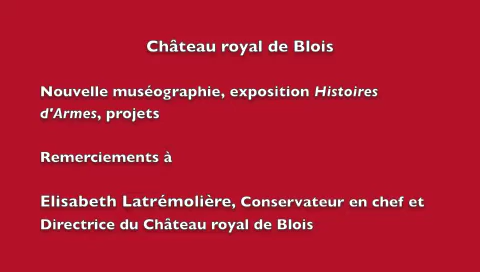 Château royal de Blois
Nouvelle muséographie, exposition Histoires
d'Armes, projets
Remerciements à
Elisabeth Latrémolière, Conservateur en chef et
Directrice du Château royal de Blois